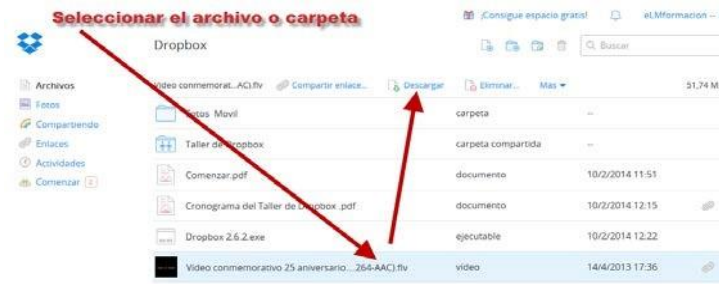 Seleccionar el archivo o carpeta
¡Consigue espacio gratis!
eLMformacion --
Dropbox
Buscar
Archivos
Fotos
Compartiendo
Enlaces
Actividades
Comenzar 2
Video conmemorat...AC).flv
Compartir enlace...
Descargar
Eliminar...
Más
51,74 M
Fotos Movil carpeta --
Taller de Dropbox carpeta compartida --
Comenzar.pdf documento 10/2/2014 11:51
Cronograma del Taller de Dropbox .pdf documento 10/2/2014 12:15
Dropbox 2.6.2.exe ejecutable 10/2/2014 12:22
Video conmemorativo 25 aniversario....264-AAC).flv video 14/4/2013 17:36